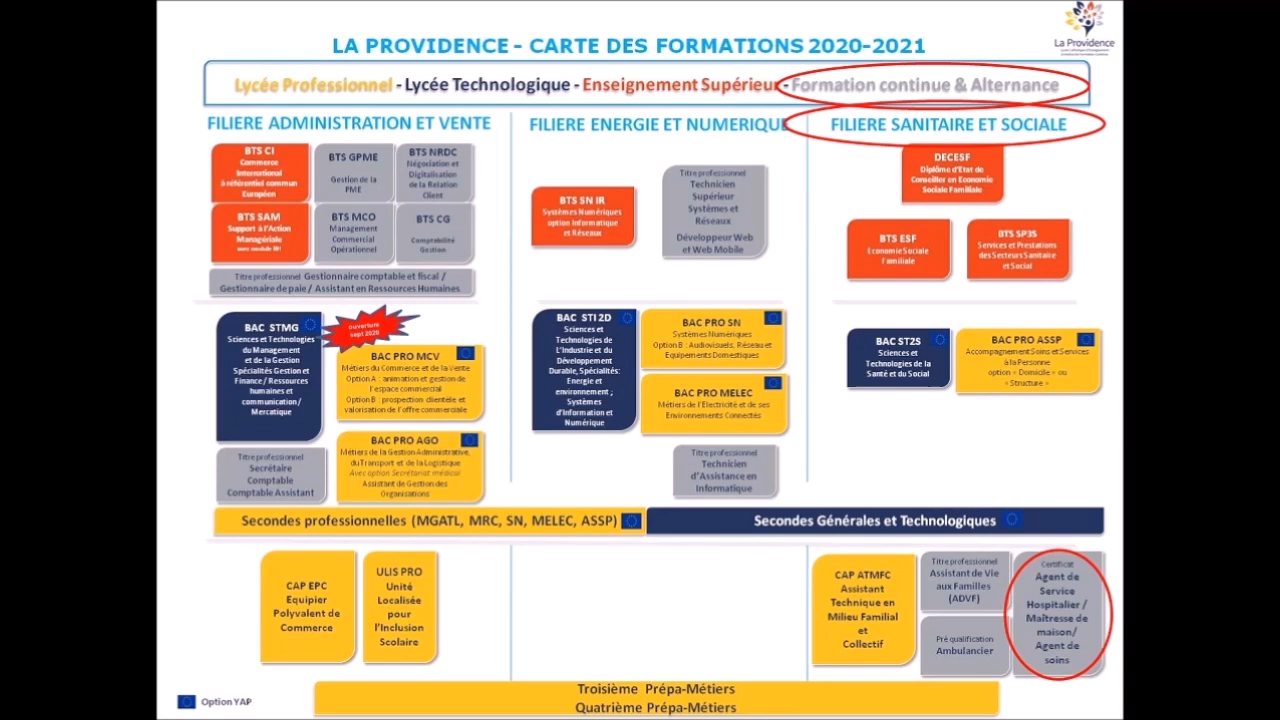 La Providence
LA PROVIDENCE - CARTE DES FORMATIONS 2020-2021
Lycée Professionnel - Lycée Technologique - Enseignement Supérieur - Formation continue & Alternance
FILIERE ADMINISTRATION ET VENTE
BTS CI
Commerce
International
à référentiel commun
Européen
BTS GPME
Gestion de la
PME
BTS NRDC
Négociation et
Digitalisation
de la Relation
Client
BTS SAM
Support à l'Action
Managériale
BTS MCO
Management
Commercial
Opérationnel
BTS CG
Comptabilité
Gestion
Titre professionnel Gestionnaire comptable et fiscal /
Gestionnaire de paie / Assistant en Ressources Humaines
BAC STMG
Sciences et Technologies
du Management
et de la Gestion
Spécialités Gestion et
Finance / Ressources
humaines et
communication /
Mercatique
Ouverture
sept 2020
BAC PRO MCV
Métiers du Commerce et de la Vente
Option A : animation et gestion de
l'espace commercial
Option B : prospection clientèle et
valorisation de l'offre commerciale
BAC PRO AGO
Métiers de la Gestion Administrative,
du Transport et de la Logistique
Avec option Secrétariat médical
Assistant de Gestion des
Organisations
Titre professionnel
Secrétaire
Comptable
Comptable Assistant
FILIERE ENERGIE ET NUMERIQUE
BTS SN IR
Systèmes Numériques
option Informatique
et Réseaux
Titre professionnel
Technicien
Supérieur
Systèmes et
Réseaux
Développeur Web
et Web Mobile
BAC STI 2D
Sciences et
Technologies de
L'Industrie et du
Développement
Durable, Spécialités:
Energie et
environnement ;
Systèmes
d'Information et
Numérique
BAC PRO SN
Systèmes Numériques
Option B : Audiovisuels, Réseau et
Equipements Domestiques
BAC PRO MELEC
Métiers de l'Electricité et de ses
Environnements Connectés
Titre professionnel
Technicien
d'Assistance en
Informatique
FILIERE SANITAIRE ET SOCIALE
DECESF
Diplôme d'Etat de
Conseiller en Economie
Sociale Familiale
BTS ESF
Economie Sociale
Familiale
BTS SP3S
Services et Prestations
des Secteurs Sanitaire
et Social
BAC ST2S
Sciences et
Technologies de la
Santé et du Social
BAC PRO ASSP
Accompagnement Soins et Services
à la Personne
option « Domicile » ou
« Structure »
Secondes professionnelles (MGATL, MRC, SN, MELEC, ASSP)
Secondes Générales et Technologiques
CAP EPC
Equipier
Polyvalent de
Commerce
ULIS PRO
Unité
Localisée
pour
l'Inclusion
Scolaire
CAP ATMFC
Assistant
Technique en
Milieu Familial
et
Collectif
Titre professionnel
Assistant de Vie
aux Familles
(ADVF)
Pré qualification
Ambulancier
Certificat
Agent de
Service
Hospitalier /
Maîtresse de
maison/
Agent de
soins
Option YAP
Troisième Prépa-Métiers
Quatrième Prépa-Métiers